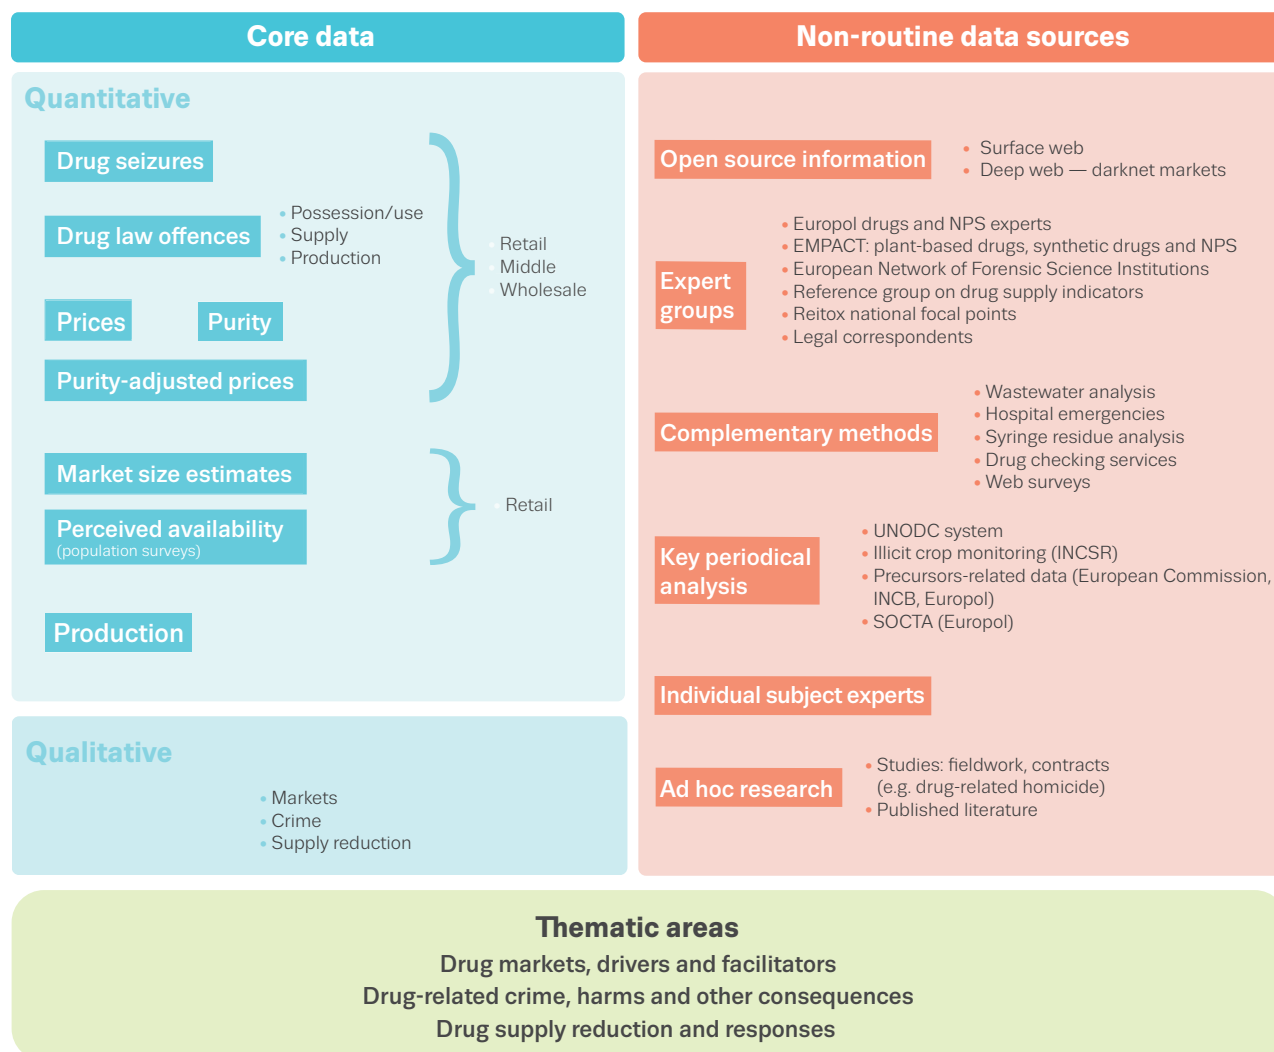 Core data
Quantitative
Drug seizures
Drug law offences
• Possession/use
• Supply
• Production
Prices
Purity
Purity-adjusted prices
• Retail
• Middle
• Wholesale
Market size estimates
Perceived availability
(population surveys)
• Retail
Production
Qualitative
• Markets
• Crime
• Supply reduction
Non-routine data sources
Open source information
• Surface web
• Deep web — darknet markets
Expert
groups
• Europol drugs and NPS experts
• EMPACT: plant-based drugs, synthetic drugs and NPS
• European Network of Forensic Science Institutions
• Reference group on drug supply indicators
• Reitox national focal points
• Legal correspondents
Complementary methods
• Wastewater analysis
• Hospital emergencies
• Syringe residue analysis
• Drug checking services
• Web surveys
Key periodical
analysis
• UNODC system
• Illicit crop monitoring (INCSR)
• Precursors-related data (European Commission,
INCB, Europol)
• SOCTA (Europol)
Individual subject experts
Ad hoc research
• Studies: fieldwork, contracts
(e.g. drug-related homicide)
• Published literature
Thematic areas
Drug markets, drivers and facilitators
Drug-related crime, harms and other consequences
Drug supply reduction and responses